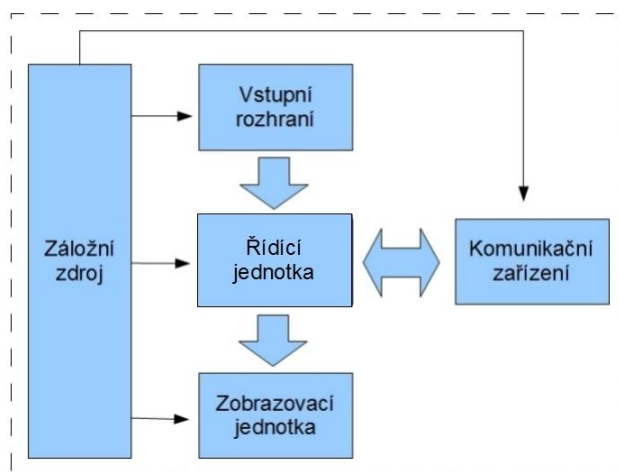 Vstupní
rozhraní
Záložní
zdroj
Řídící
jednotka
Komunikační
zařízení
Zobrazovací
jednotka